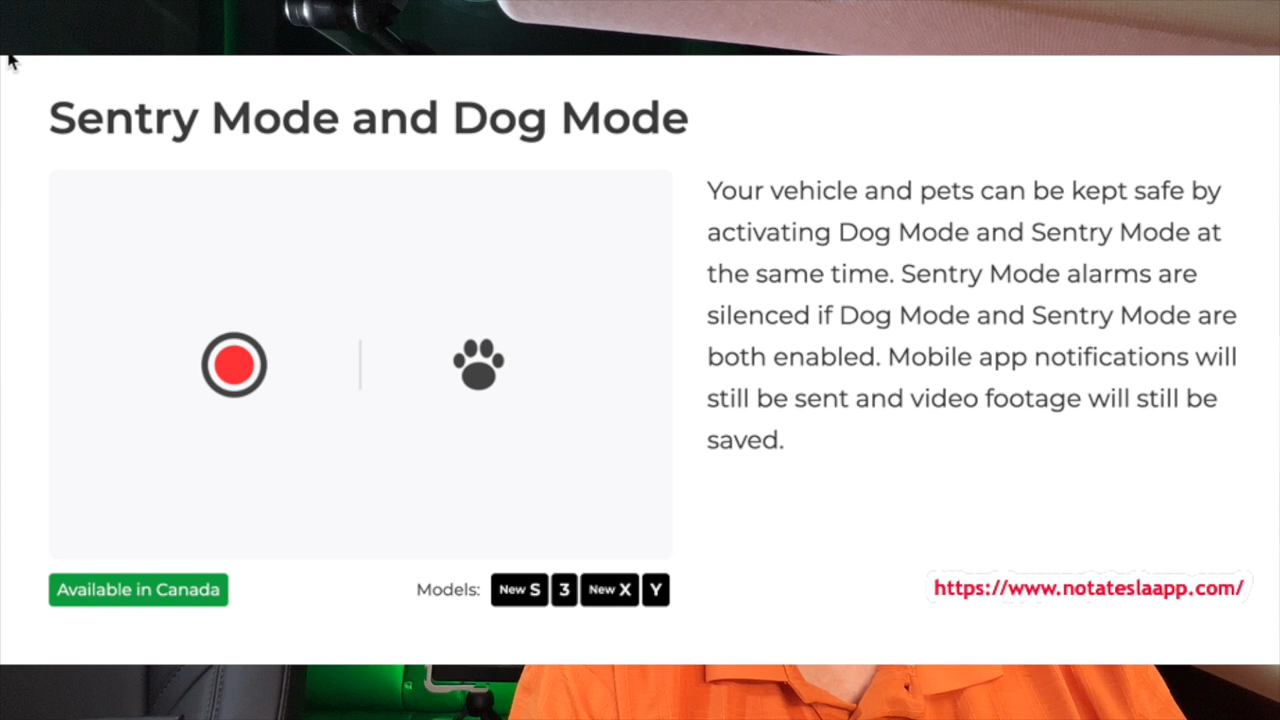 Sentry Mode and Dog Mode
Your vehicle and pets can be kept safe by
activating Dog Mode and Sentry Mode at
the same time. Sentry Mode alarms are
silenced if Dog Mode and Sentry Mode are
both enabled. Mobile app notifications will
still be sent and video footage will still be
saved.
Available in Canada
Models: New S 3 New X Y
https://www.notateslaapp.com/